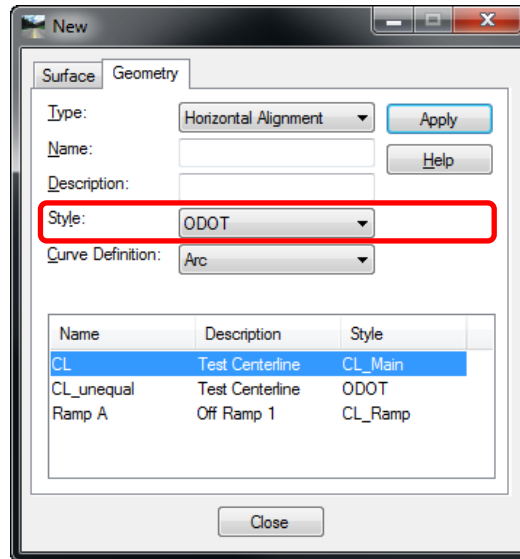 New
Surface Geometry
Type: Horizontal Alignment Apply
Name: Help
Description:
Style: ODOT
Curve Definition: Arc
Name Description Style
CL Test Centerline CL_Main
CL_unequal Test Centerline ODOT
Ramp A Off Ramp 1 CL_Ramp
Close